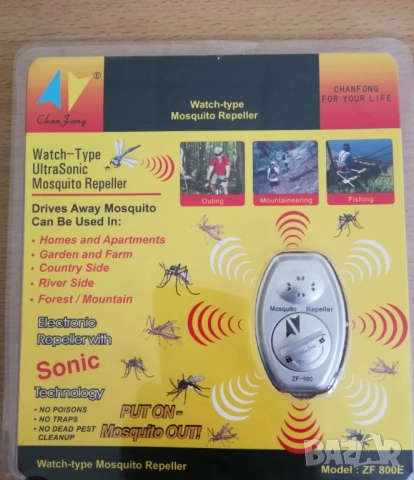 ®
ChanFong
Watch-type
Mosquito Repeller
CHANFONG
FOR YOUR LIFE
Watch-Type
UltraSonic
Mosquito Repeller
Outing
Mountaineering
Fishing
Drives Away Mosquito
Can Be Used In:
• Homes and Apartments
• Garden and Farm
• Country Side
• River Side
• Forest / Mountain
Mosquito Repeller
ZF-900
Electronic
Repeller with
Sonic
Technology
• NO POISONS
• NO TRAPS
• NO DEAD PEST
CLEANUP
PUT ON -
Mosquito OUT!
Watch-type Mosquito Repeller
Model : ZF 800E
bazar.bg